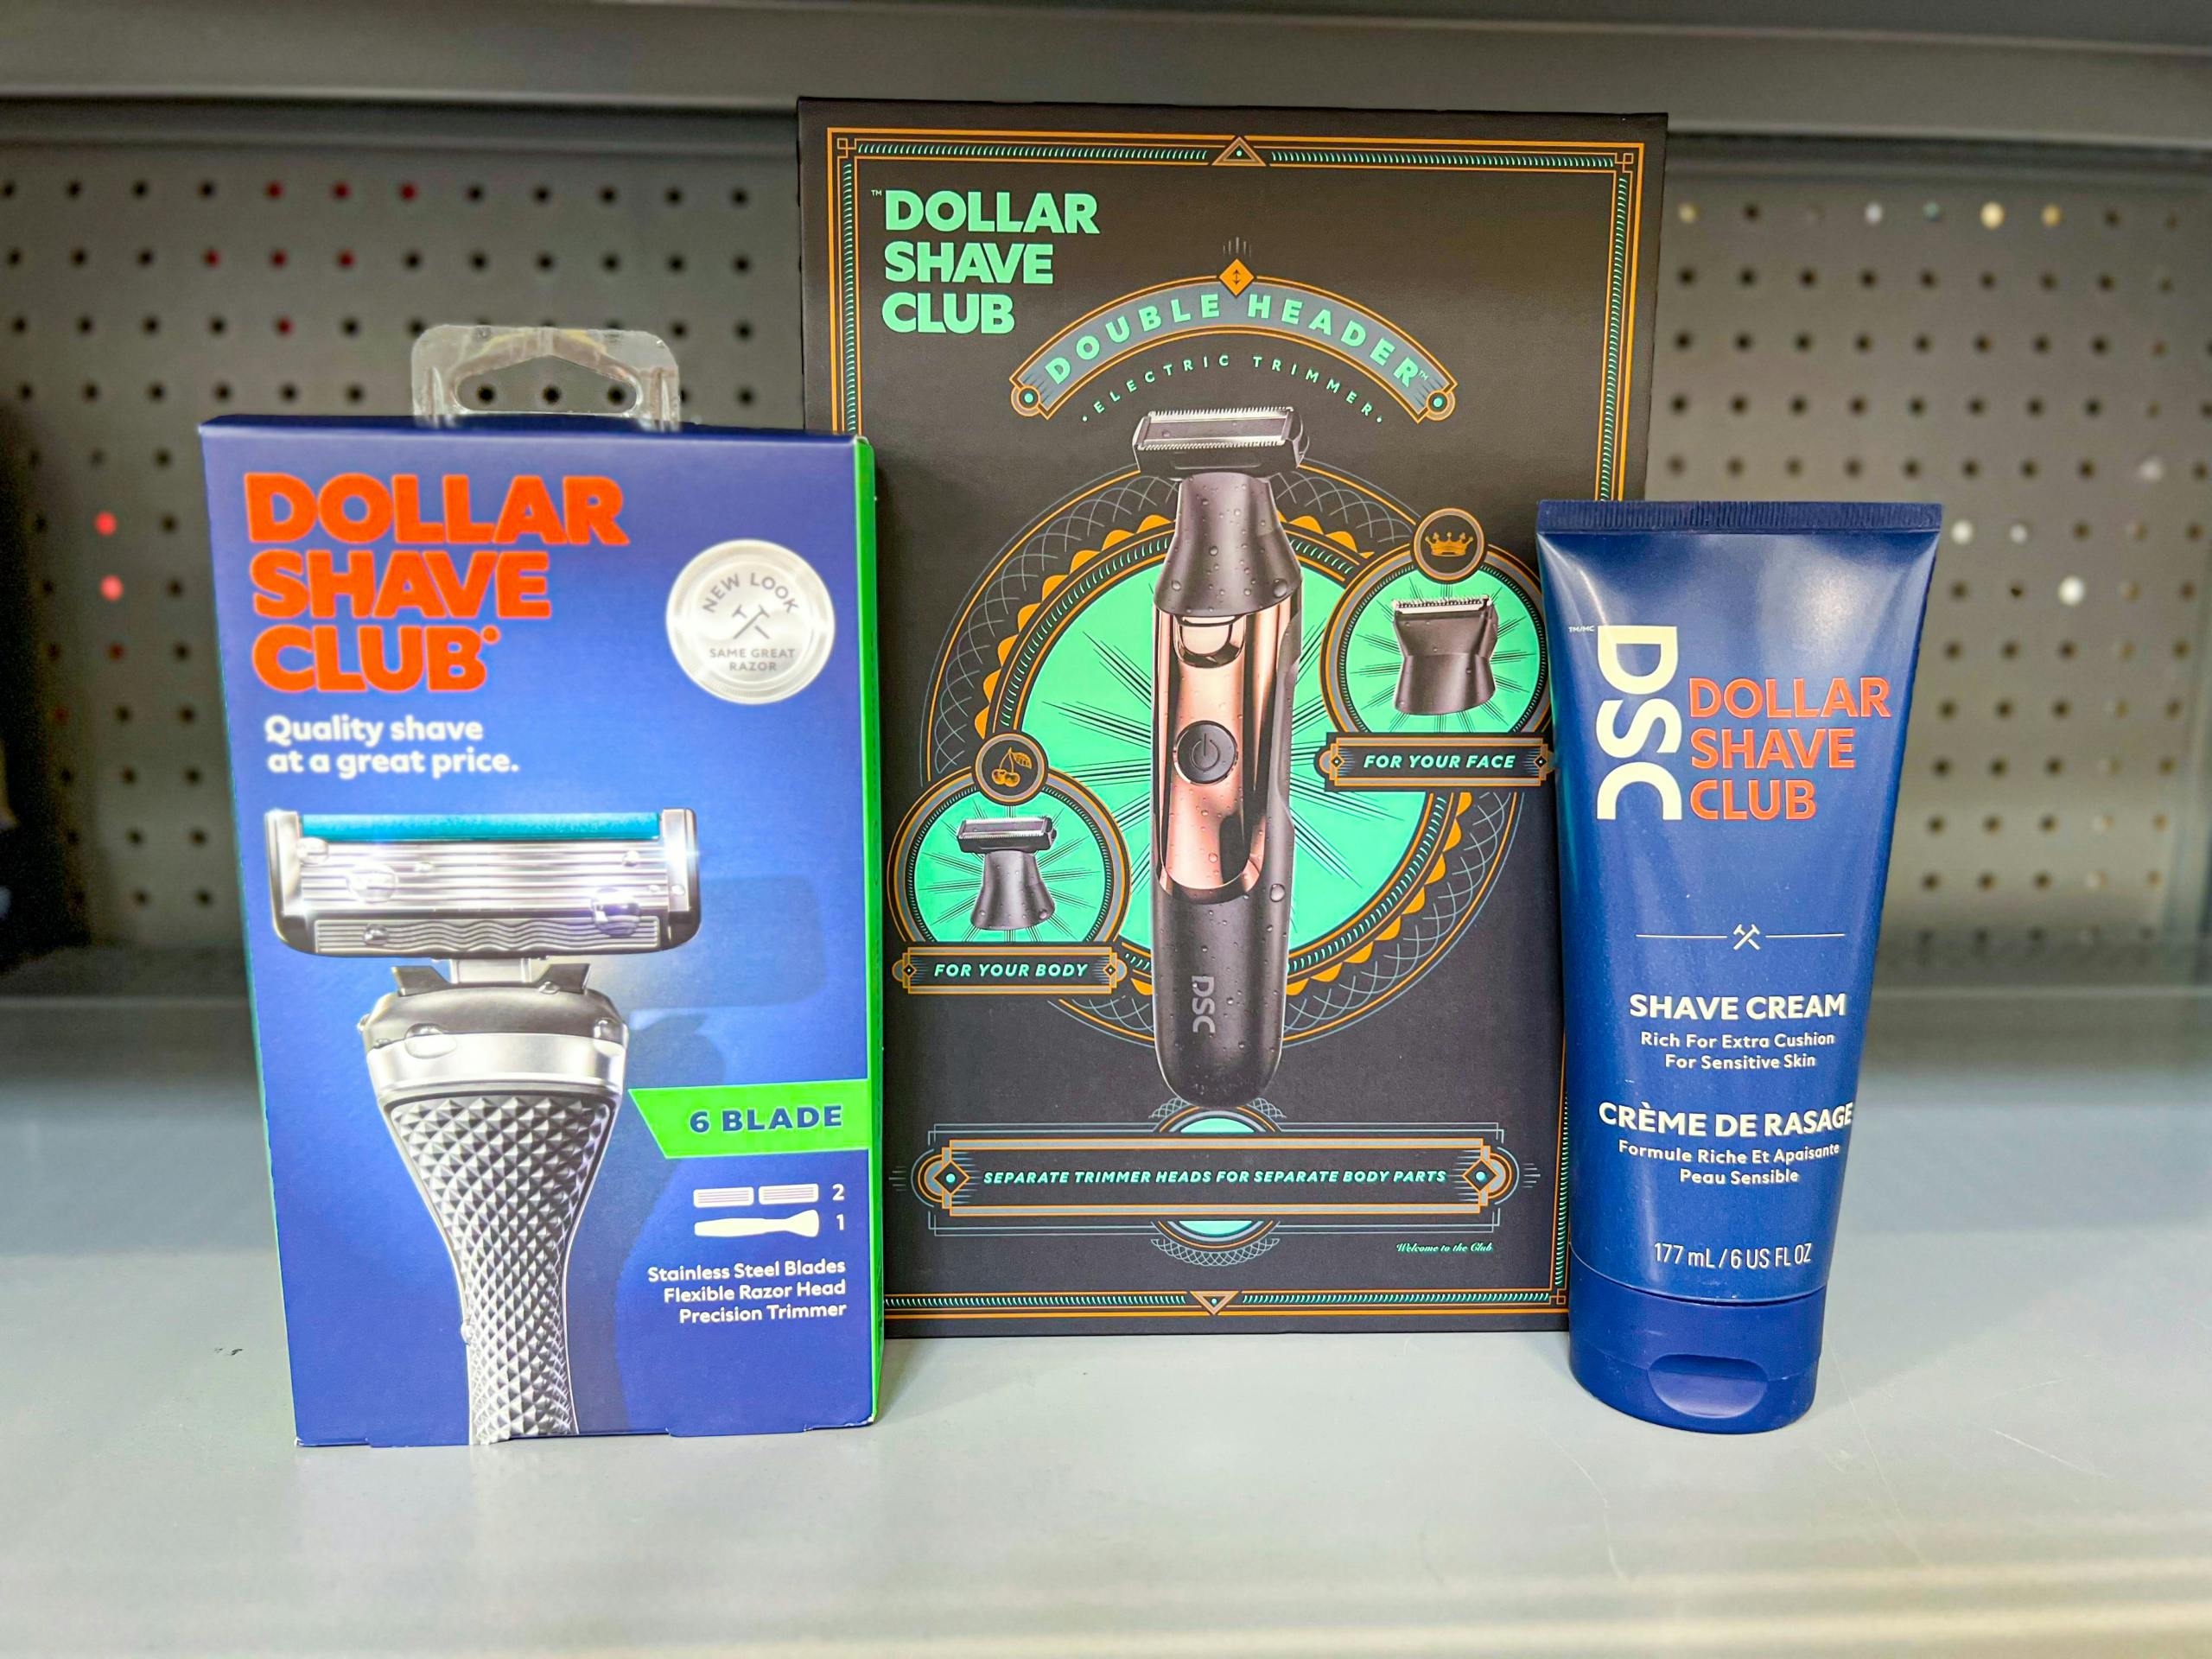 DOLLAR
SHAVE
CLUB
Quality shave
at a great price.
NEW LOOK
SAME GREAT
RAZOR
6 BLADE
2
1
Stainless Steel Blades
Flexible Razor Head
Precision Trimmer
™DOLLAR
SHAVE
CLUB
DOUBLE HEADER™
·ELECTRIC TRIMMER·
FOR YOUR FACE
FOR YOUR BODY
DSC
SEPARATE TRIMMER HEADS FOR SEPARATE BODY PARTS
Welcome to the Club
TM/MC
DSC
DOLLAR
SHAVE
CLUB
SHAVE CREAM
Rich For Extra Cushion
For Sensitive Skin
CRÈME DE RASAGE
Formule Riche Et Apaisante
Peau Sensible
177 mL / 6 US FL OZ